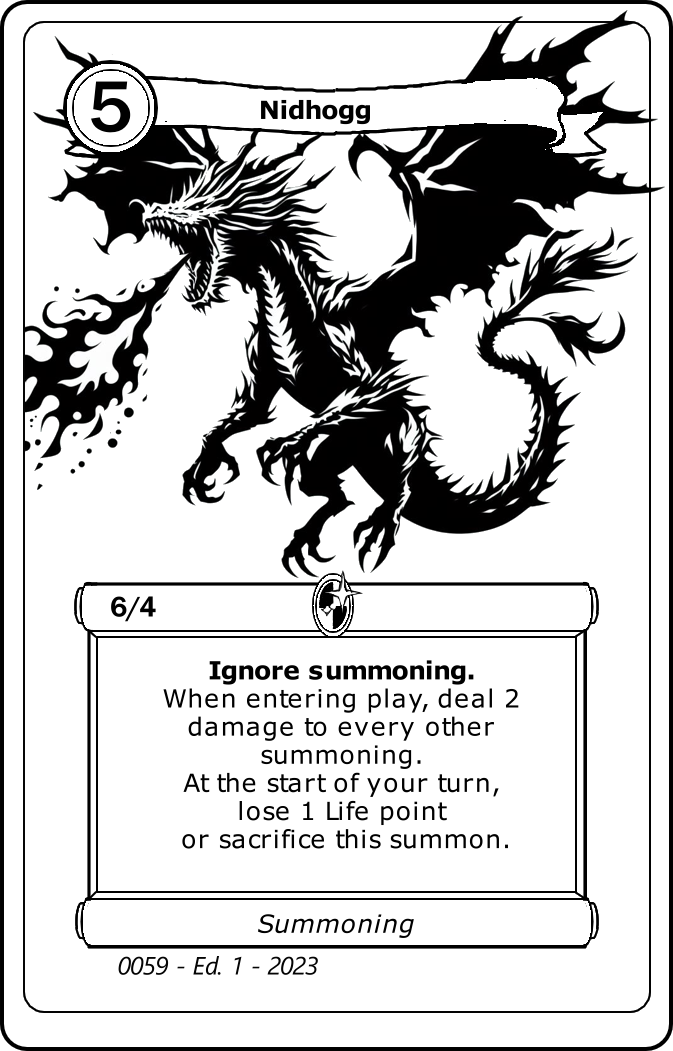 5
Nidhogg
6/4
Ignore summoning.
When entering play, deal 2
damage to every other
summoning.
At the start of your turn,
lose 1 Life point
or sacrifice this summon.
Summoning
0059 - Ed. 1 - 2023